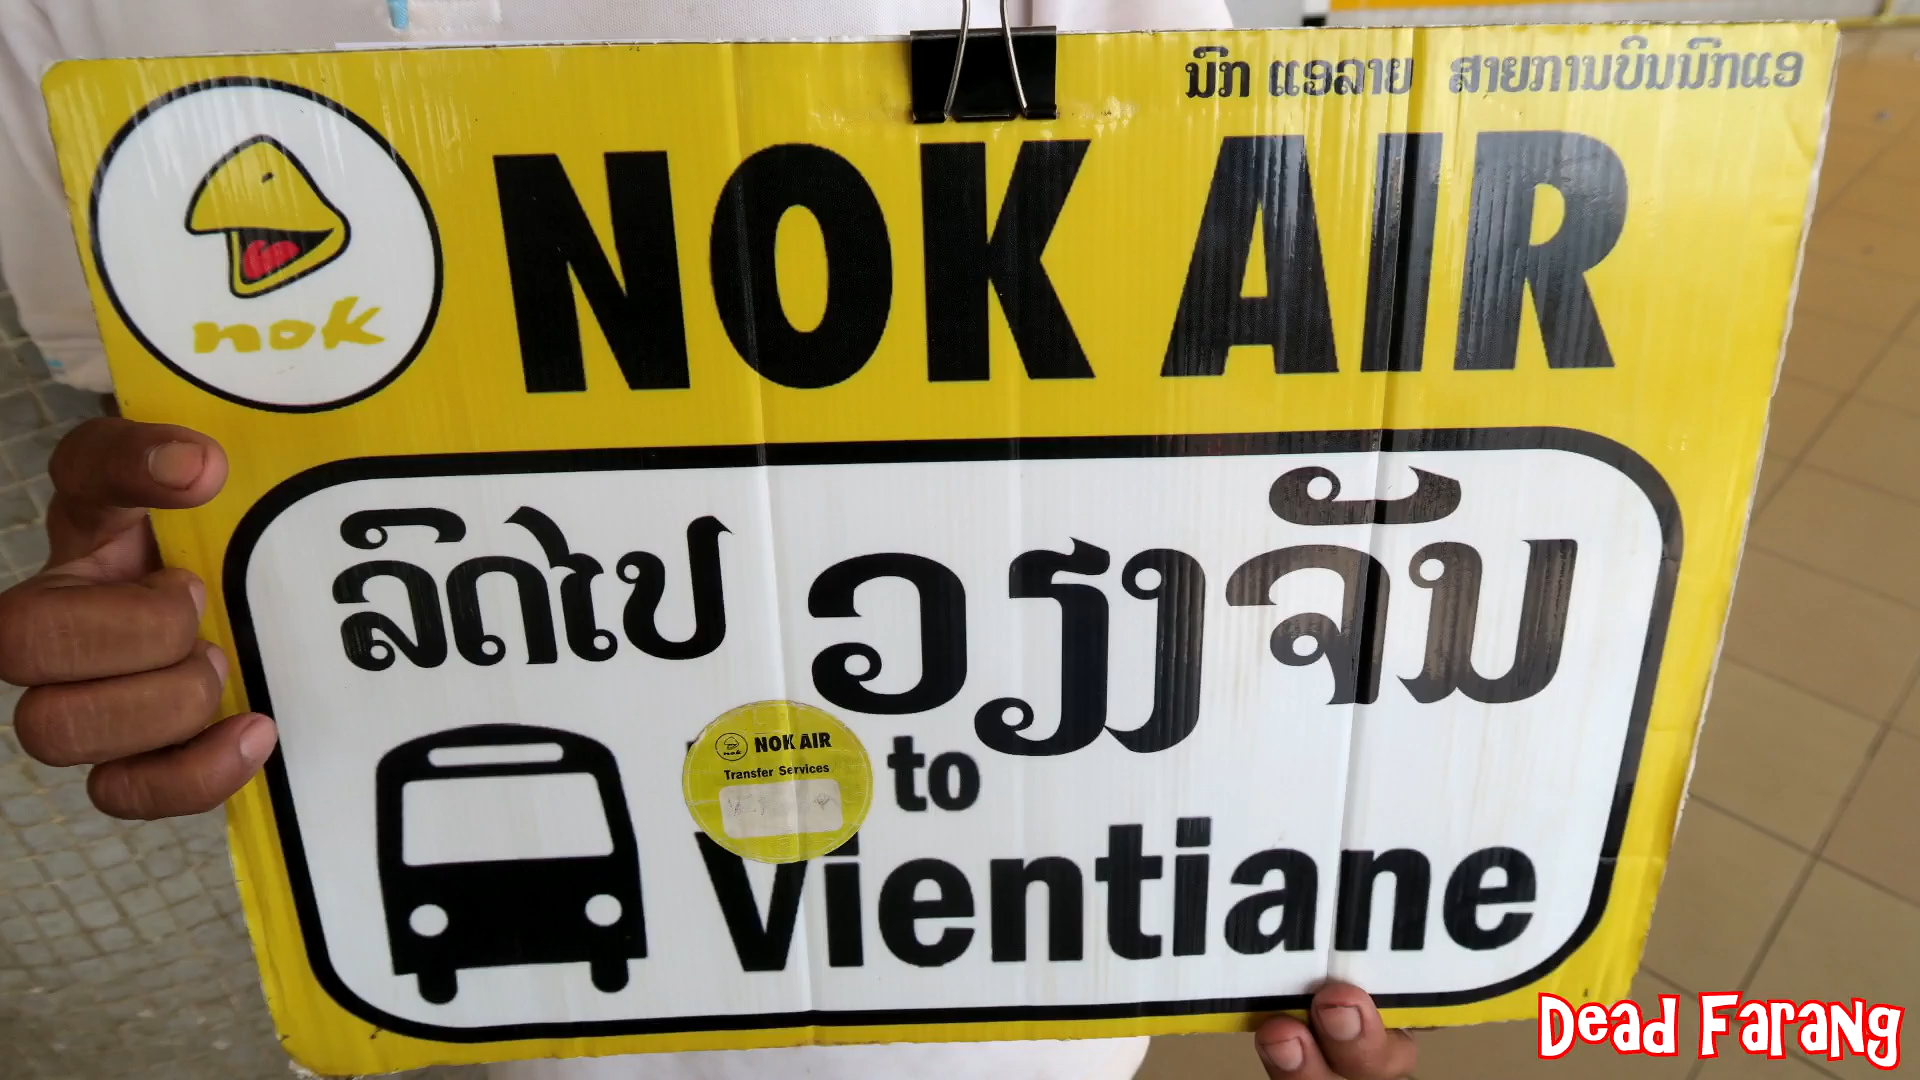 ນົກ ແອລາຍ ສາຍການບິນນົກແອ
nok
NOK AIR
ລົດໄປ ວຽງຈັນ
nok NOK AIR
Transfer Services
to
Vientiane
Dead Farang